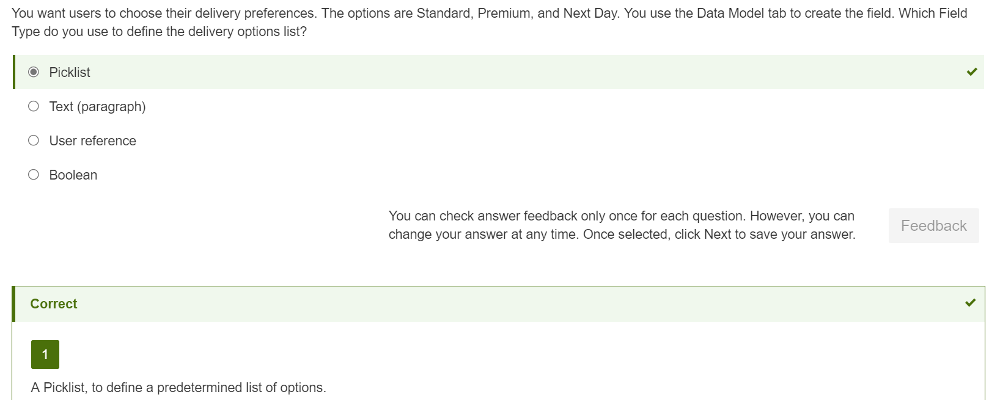 You want users to choose their delivery preferences. The options are Standard, Premium, and Next Day. You use the Data Model tab to create the field. Which Field
Type do you use to define the delivery options list?
Picklist
Text (paragraph)
User reference
Boolean
You can check answer feedback only once for each question. However, you can
change your answer at any time. Once selected, click Next to save your answer.
Feedback
Correct
1
A Picklist, to define a predetermined list of options.